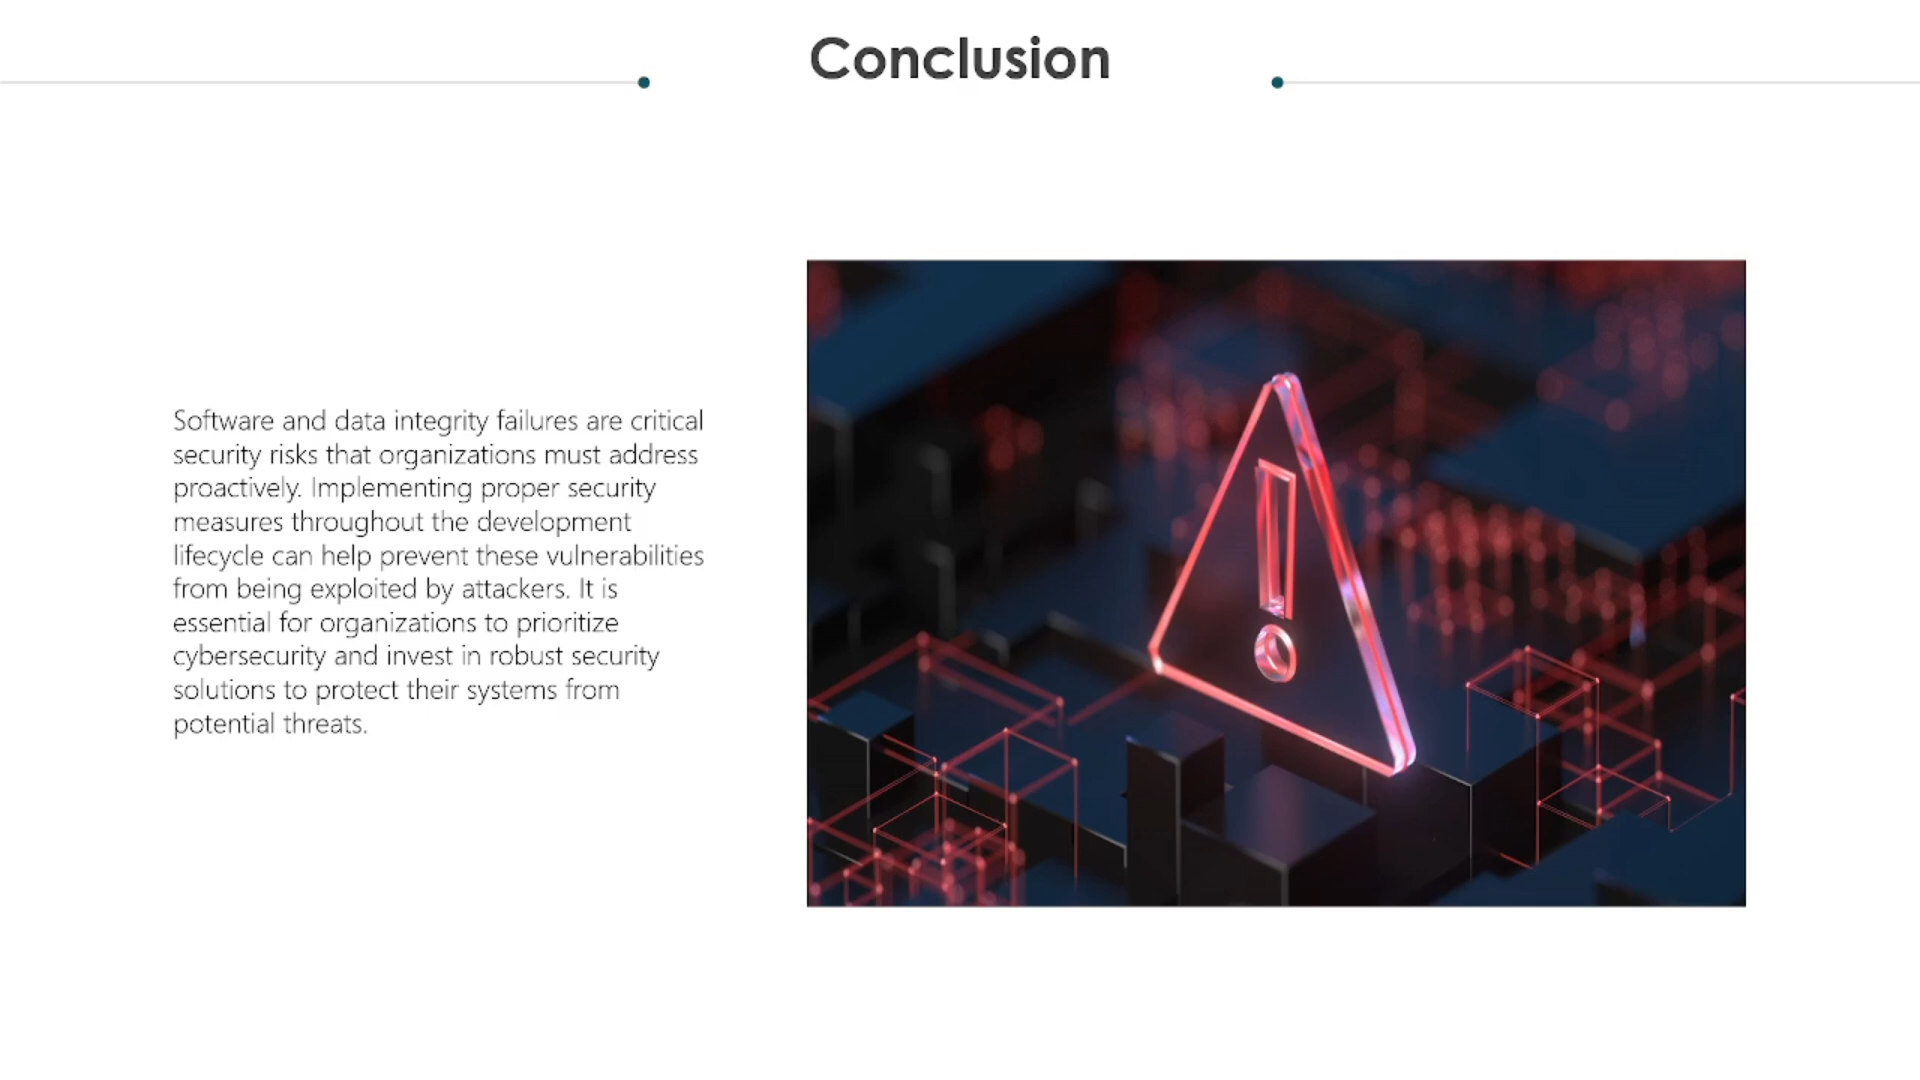 Conclusion
Software and data integrity failures are critical
security risks that organizations must address
proactively. Implementing proper security
measures throughout the development
lifecycle can help prevent these vulnerabilities
from being exploited by attackers. It is
essential for organizations to prioritize
cybersecurity and invest in robust security
solutions to protect their systems from
potential threats.